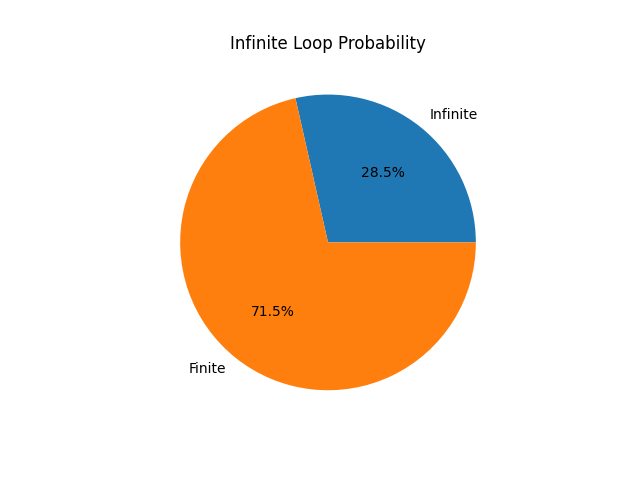 Infinite Loop Probability
Infinite
28.5%
71.5%
Finite